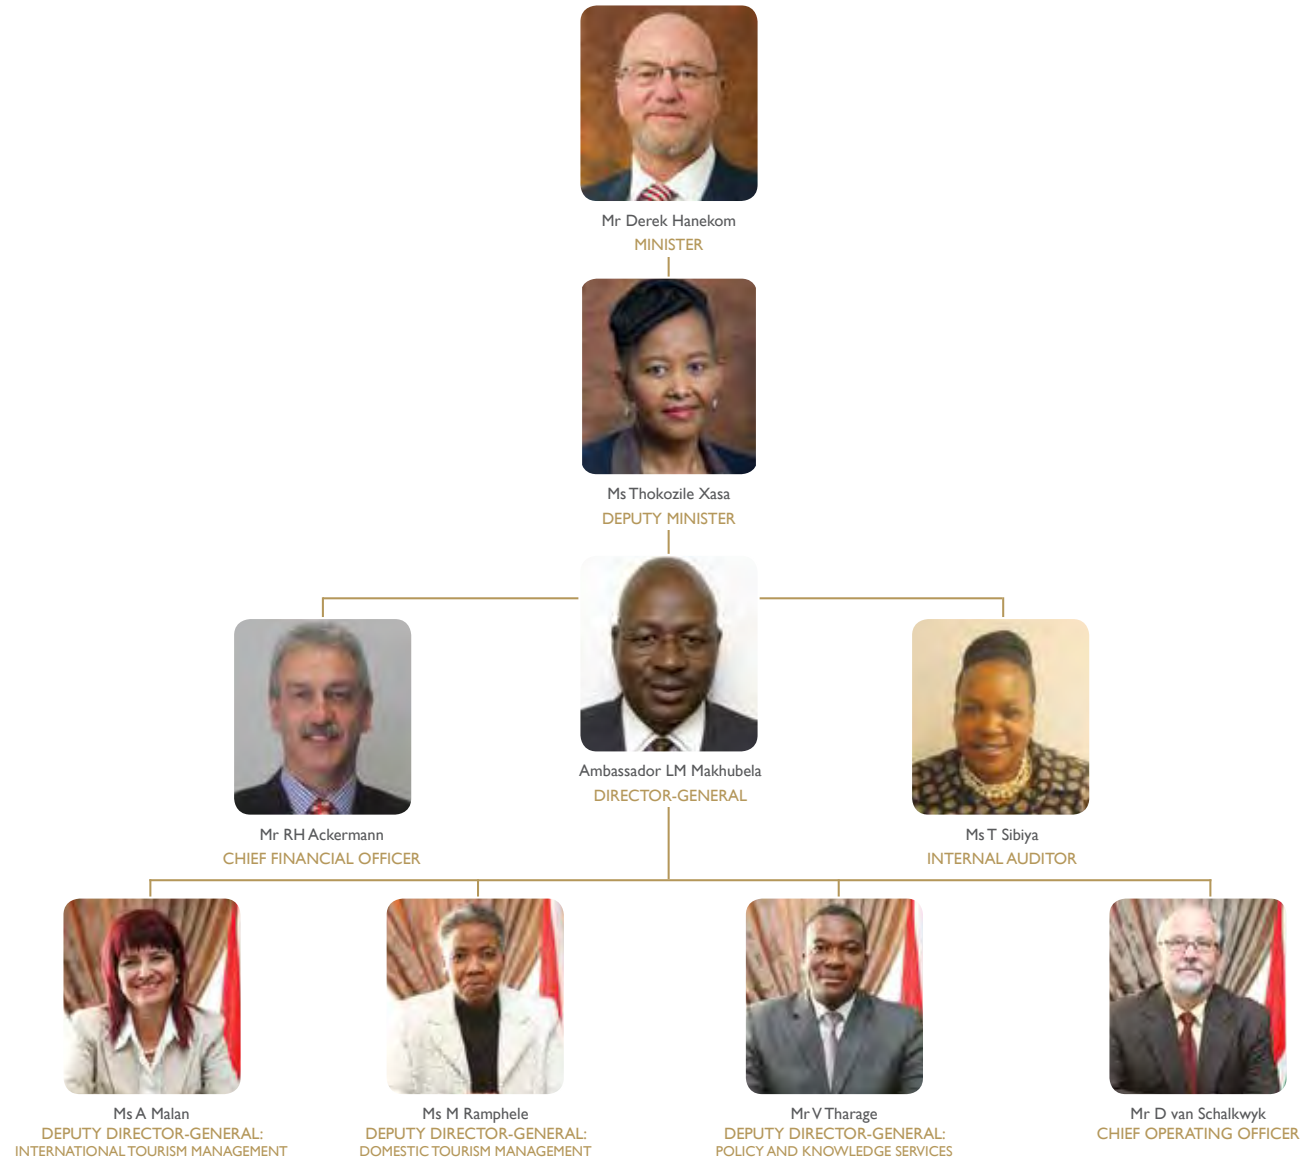 Mr Derek Hanekom
MINISTER
Ms Thokozile Xasa
DEPUTY MINISTER
Ambassador LM Makhubela
DIRECTOR-GENERAL
Mr RH Ackermann
CHIEF FINANCIAL OFFICER
Ms T Sibiya
INTERNAL AUDITOR
Ms A Malan
DEPUTY DIRECTOR-GENERAL:
INTERNATIONAL TOURISM MANAGEMENT
Ms M Ramphele
DEPUTY DIRECTOR-GENERAL:
DOMESTIC TOURISM MANAGEMENT
Mr V Tharage
DEPUTY DIRECTOR-GENERAL:
POLICY AND KNOWLEDGE SERVICES
Mr D van Schalkwyk
CHIEF OPERATING OFFICER